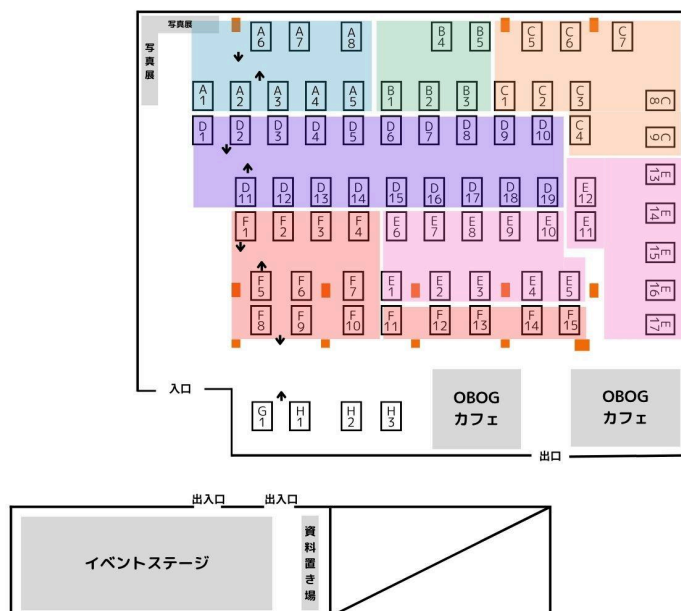 写真展
写真展
A6 A7 A8 B4 B5 C5 C6 C7
A1 A2 A3 A4 A5 B1 B2 B3 C1 C2 C3 C8
D1 D2 D3 D4 D5 D6 D7 D8 D9 D10 C4 C9
D11 D12 D13 D14 D15 D16 D17 D18 D19 E12 E13
F1 F2 F3 F4 E6 E7 E8 E9 E10 E11 E14
E15
F5 F6 F7 E1 E2 E3 E4 E5 E16
F8 F9 F10 F11 F12 F13 F14 F15 E17
入口
G1 H1 H2 H3
OBOG
カフェ
OBOG
カフェ
出口
出入口
出入口
イベントステージ
資料置き場